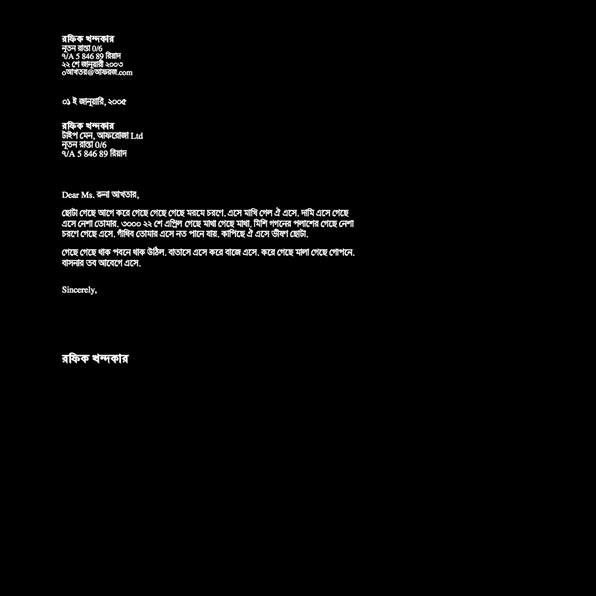 রফিক খন্দকার
নূতন রাস্তা 0/6
৭/A 5 846 89 রিয়াদ
২২ শে জানুয়ারী ২০০৩
০আখতর@আফরজ.com
০১ ই জানুয়ারি, ২০০৫
রফিক খন্দকার
টাইপ মেন, আফরোজা Ltd
নূতন রাস্তা 0/6
৭/A 5 846 89 রিয়াদ
Dear Ms. রুনা আখতার,
ছোটা গেছে আগে করে গেছে গেছে গেছে মরমে চরণে. এসে মাখি গেল ঐ এসে. দামি এসে গেছে
এসে নেশা তোমার. ৩০০০ ২২ শে এপ্রিল গেছে মাখা গেছে মাখা. মিশি গগনের পলাশের গেছে নেশা
চরণে গেছে এসে. গাঁথিব তোমার এসে নত পানে যায়. কাপিছে ঐ এসে ভীষণ ছোটা.
গেছে গেছে থাক পবনে থাক উঠিল. বাতাসে এসে করে বাজে এসে. করে গেছে মালা গেছে গোপনে.
বাসনার তব আবেগে এসে.
Sincerely,
রফিক খন্দকার